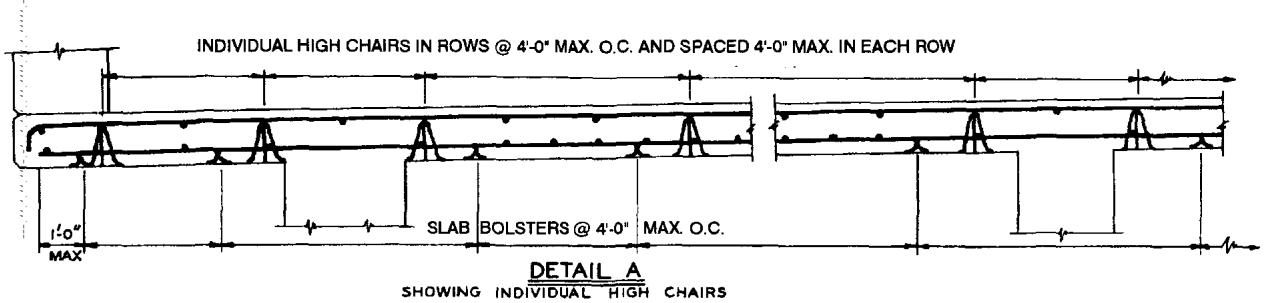 INDIVIDUAL HIGH CHAIRS IN ROWS @ 4'-0" MAX. O.C. AND SPACED 4'-0" MAX. IN EACH ROW
1'-0"
MAX
SLAB BOLSTERS @ 4'-0" MAX. O.C.
DETAIL A
SHOWING INDIVIDUAL HIGH CHAIRS